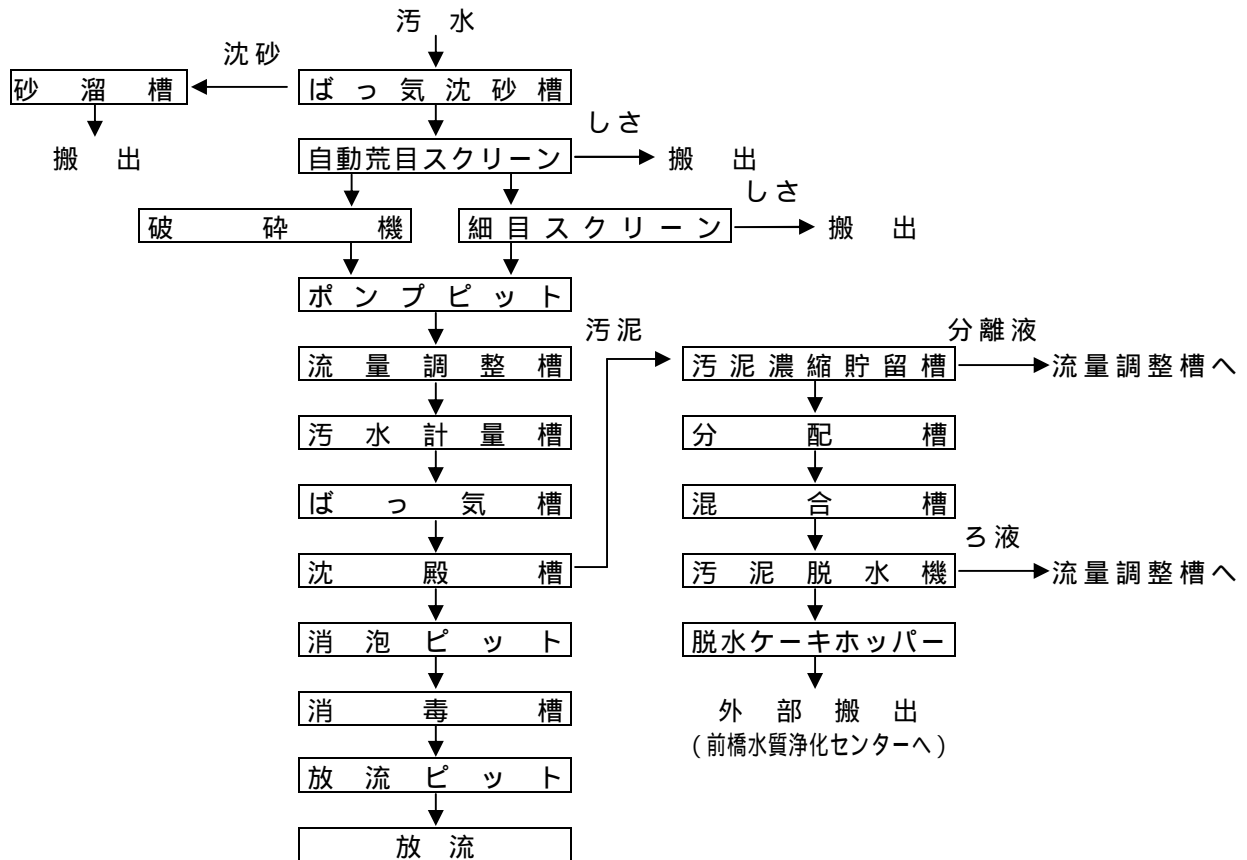 汚水
沈砂
砂溜槽
ばっ気沈砂槽
しさ
搬出
自動荒目スクリーン
搬出
しさ
破砕機
細目スクリーン
搬出
ポンプピット
汚泥
分離液
流量調整槽
汚泥濃縮貯留槽
流量調整槽へ
汚水計量槽
分配槽
ばっ気槽
混合槽
ろ液
沈殿槽
汚泥脱水機
流量調整槽へ
消泡ピット
脱水ケーキホッパー
消毒槽
外部搬出
(前橋水質浄化センターへ)
放流ピット
放流